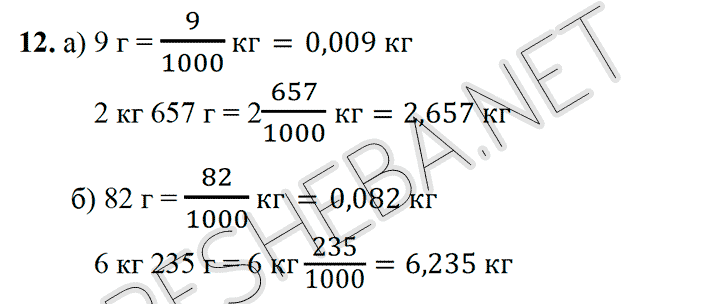 12. а) 9 г = 9/1000 кг = 0,009 кг
2 кг 657 г = 2 657/1000 кг = 2,657 кг
б) 82 г = 82/1000 кг = 0,082 кг
6 кг 235 г = 6 кг 235/1000 = 6,235 кг
RESHEBA.NET